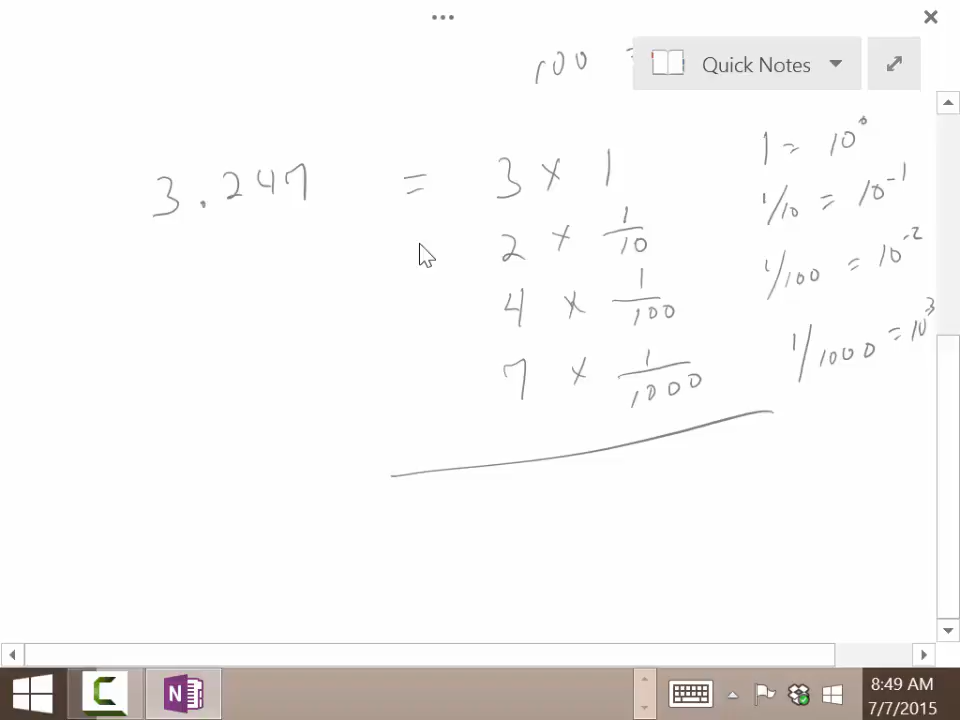 100 =
Quick Notes
3.247 = 3 × 1
2 × 1/10
4 × 1/100
7 × 1/1000
1 = 10⁰
1/10 = 10⁻¹
1/100 = 10⁻²
1/1000 = 10³
8:49 AM
7/7/2015